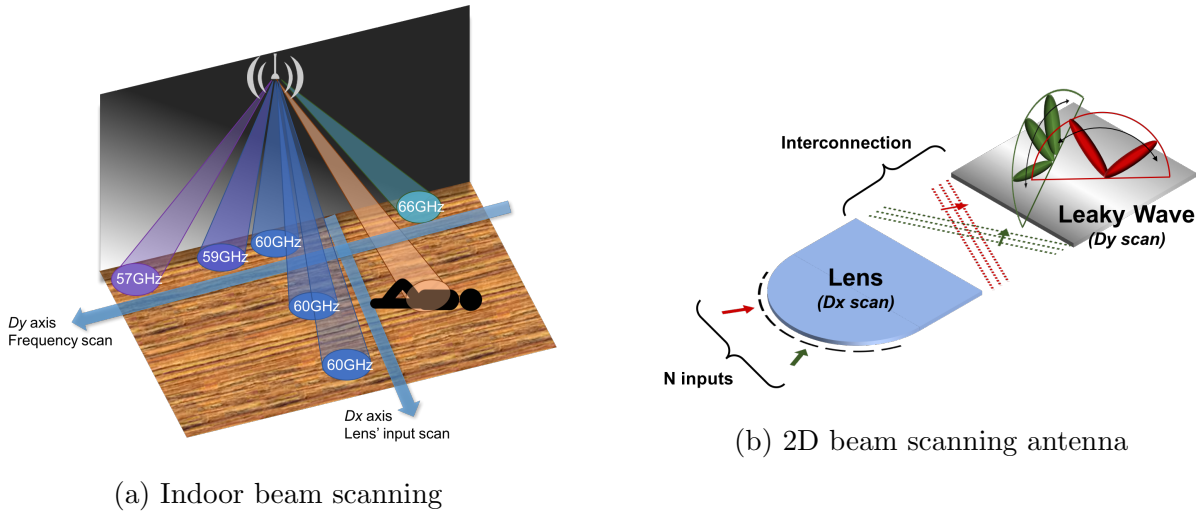 66GHz
60GHz
59GHz
57GHz
60GHz
60GHz
Dy axis
Frequency scan
Dx axis
Lens’ input scan
(a) Indoor beam scanning
Interconnection
Leaky Wave
(Dy scan)
Lens
(Dx scan)
N inputs
(b) 2D beam scanning antenna